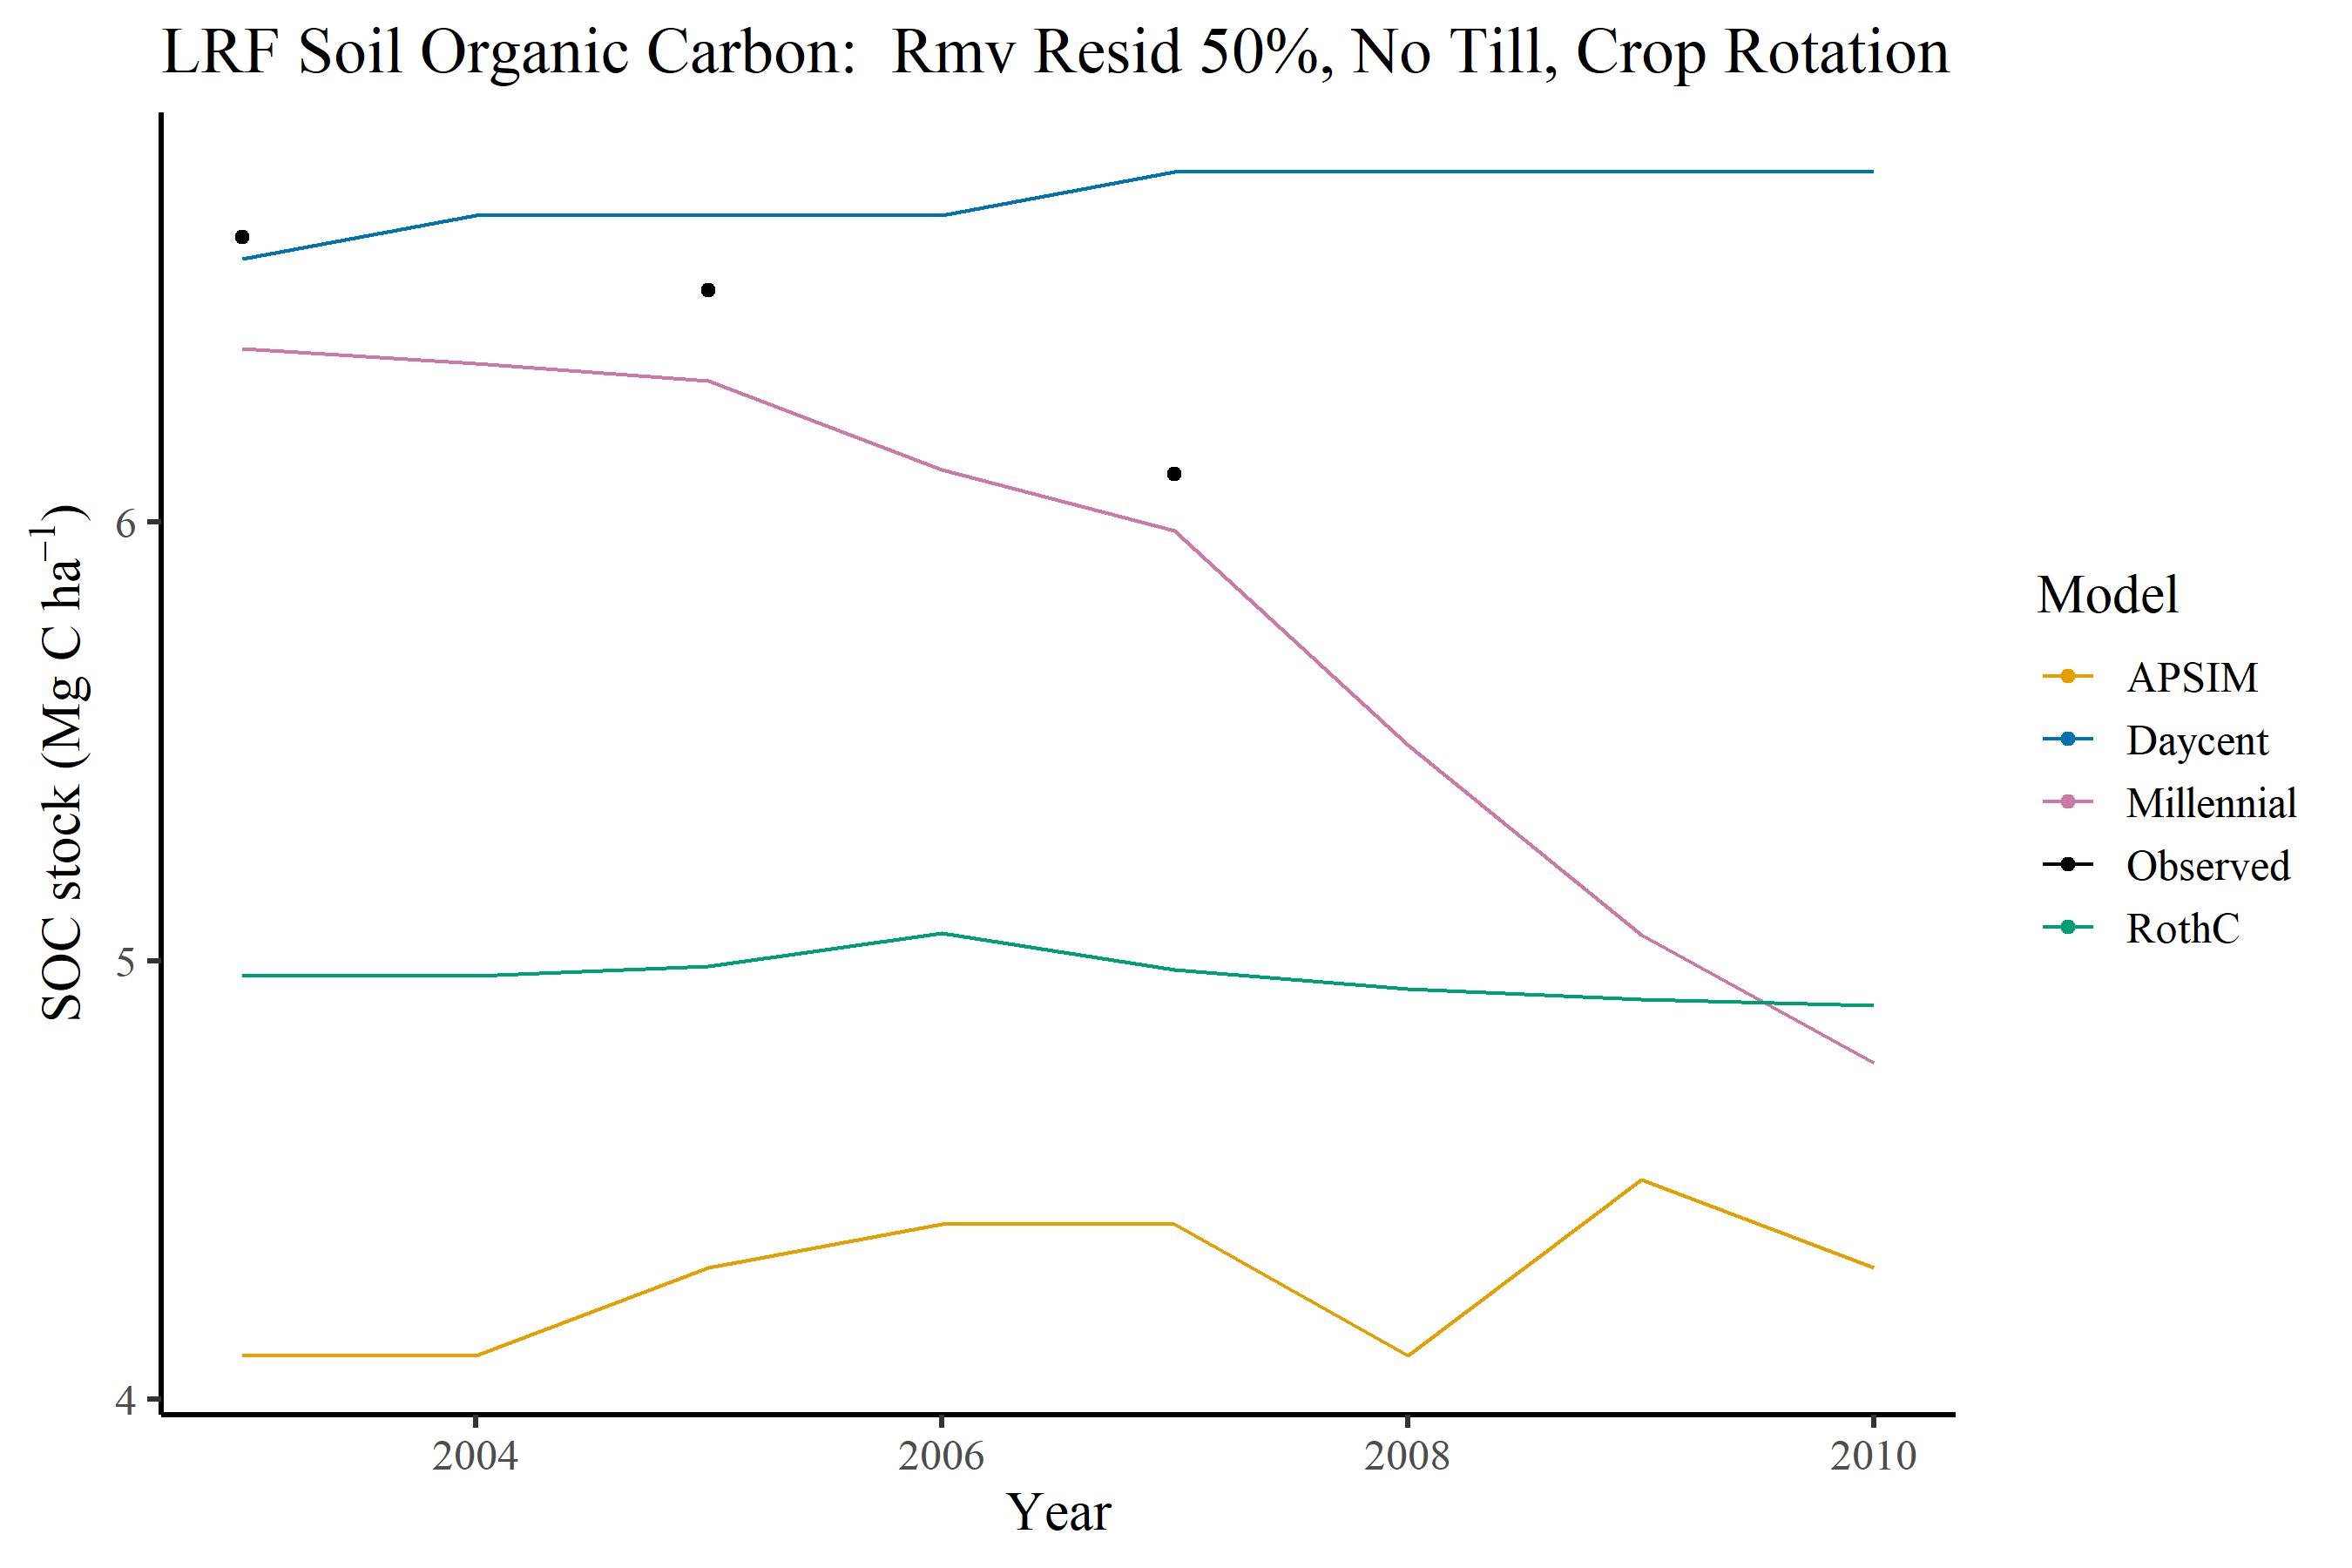 LRF Soil Organic Carbon:  Rmv Resid 50%, No Till, Crop Rotation
SOC stock (Mg C ha⁻¹)
6
5
4
2004
2006
2008
2010
Year
Model
APSIM
Daycent
Millennial
Observed
RothC